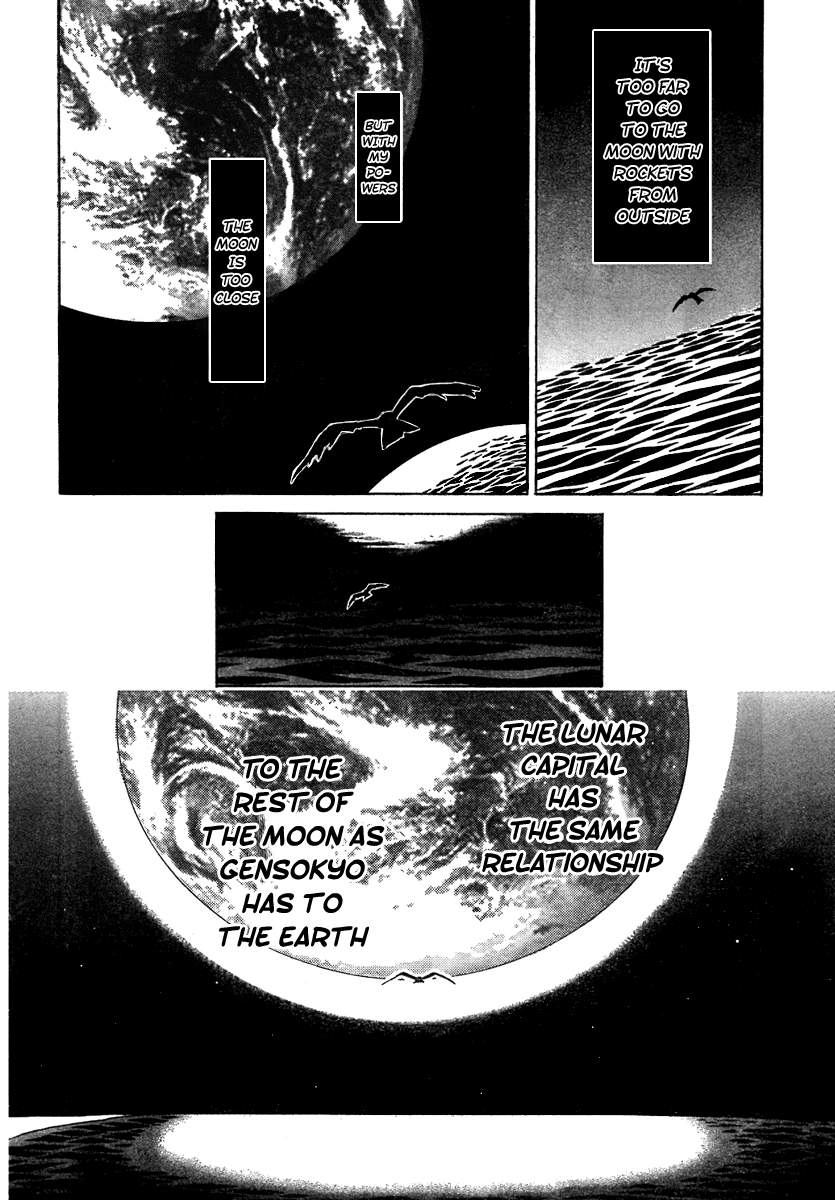 IT'S
TOO FAR
TO GO
TO THE
MOON WITH
ROCKETS
FROM
OUTSIDE
BUT
WITH
MY
PO-
WERS
THE
MOON
IS
TOO
CLOSE
THE LUNAR
CAPITAL
HAS
THE SAME
RELATIONSHIP
TO THE
REST OF
THE MOON AS
GENSOKYO
HAS TO
THE EARTH